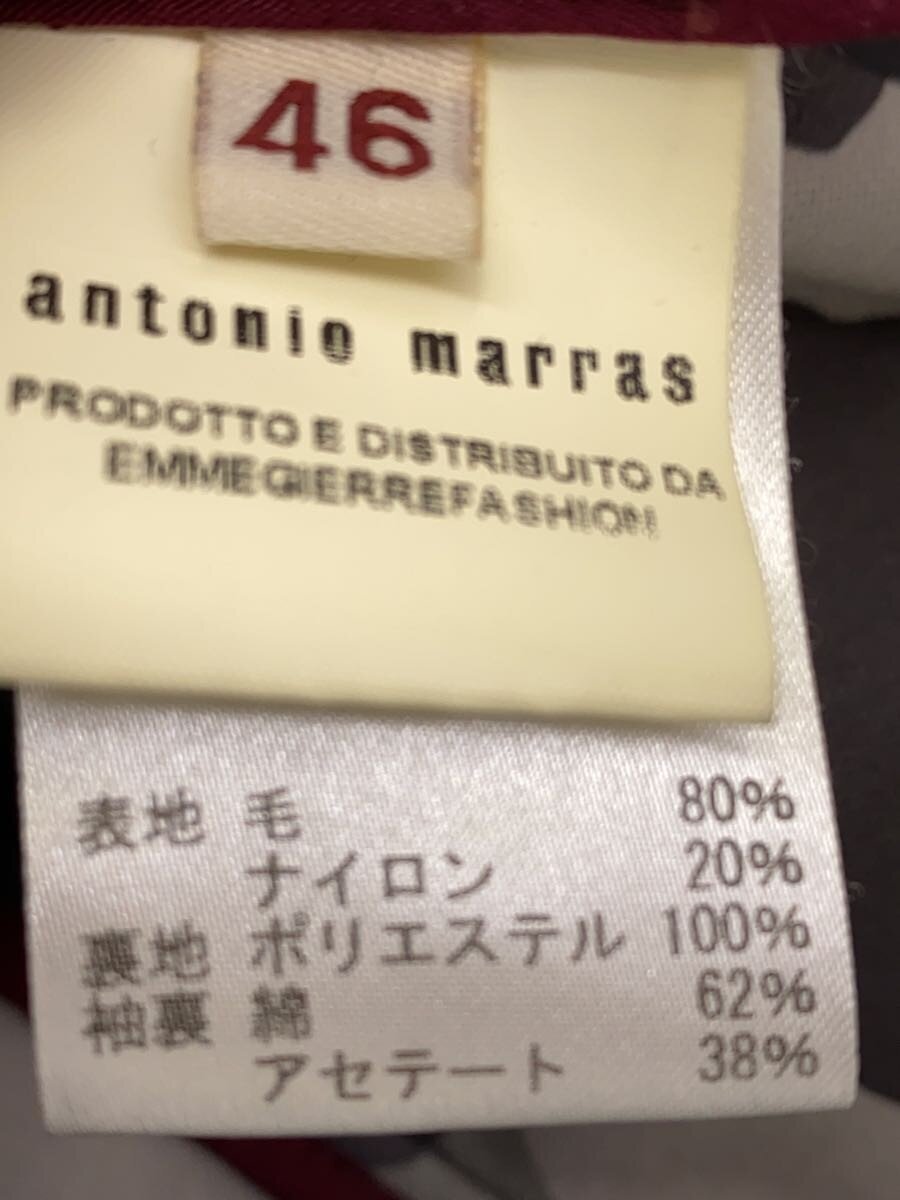 46
antonio marras
PRODOTTO E DISTRIBUITO DA
EMMEGIERREFASHION
表地 毛 80%
ナイロン 20%
裏地 ポリエステル 100%
袖裏 綿 62%
アセテート 38%